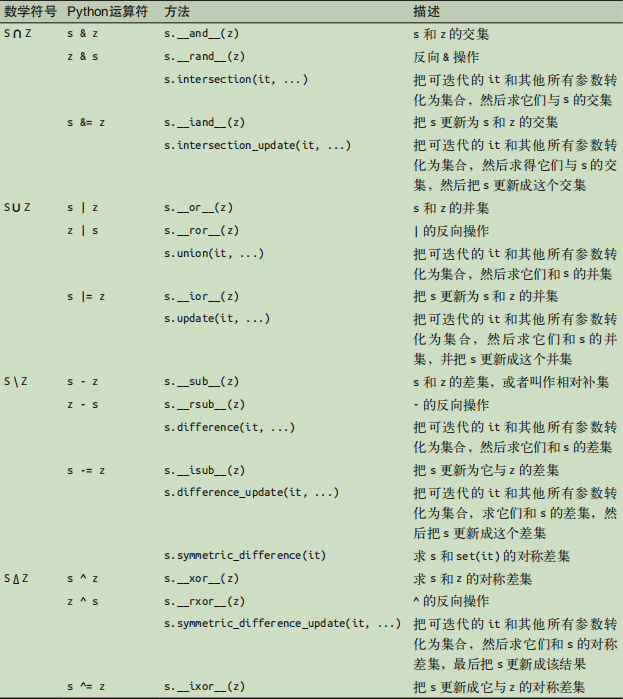 数学符号 Python运算符 方法 描述
S ∩ Z s & z s.__and__(z) s 和 z 的交集
z & s s.__rand__(z) 反向 & 操作
s.intersection(it, ...) 把可迭代的 it 和其他所有参数转
化为集合，然后求它们与 s 的交集
s &= z s.__iand__(z) 把 s 更新为 s 和 z 的交集
s.intersection_update(it, ...) 把可迭代的 it 和其他所有参数转
化为集合，然后求得它们与 s 的交
集，然后把 s 更新成这个交集
S ∪ Z s | z s.__or__(z) s 和 z 的并集
z | s s.__ror__(z) | 的反向操作
s.union(it, ...) 把可迭代的 it 和其他所有参数转
化为集合，然后求它们和 s 的并集
s |= z s.__ior__(z) 把 s 更新为 s 和 z 的并集
s.update(it, ...) 把可迭代的 it 和其他所有参数转
化为集合，然后求它们和 s 的并
集，并把 s 更新成这个并集
S \ Z s - z s.__sub__(z) s 和 z 的差集，或者叫作相对补集
z - s s.__rsub__(z) - 的反向操作
s.difference(it, ...) 把可迭代的 it 和其他所有参数转
化为集合，然后求它们和 s 的差集
s -= z s.__isub__(z) 把 s 更新为它与 z 的差集
s.difference_update(it, ...) 把可迭代的 it 和其他所有参数转
化为集合，求它们和 s 的差集，然
后把 s 更新成这个差集
s.symmetric_difference(it) 求 s 和 set(it) 的对称差集
S ∆ Z s ^ z s.__xor__(z) 求 s 和 z 的对称差集
z ^ s s.__rxor__(z) ^ 的反向操作
s.symmetric_difference_update(it, ...) 把可迭代的 it 和其他所有参数转
化为集合，然后求它们和 s 的对称
差集，最后把 s 更新成该结果
s ^= z s.__ixor__(z) 把 s 更新成它与 z 的对称差集